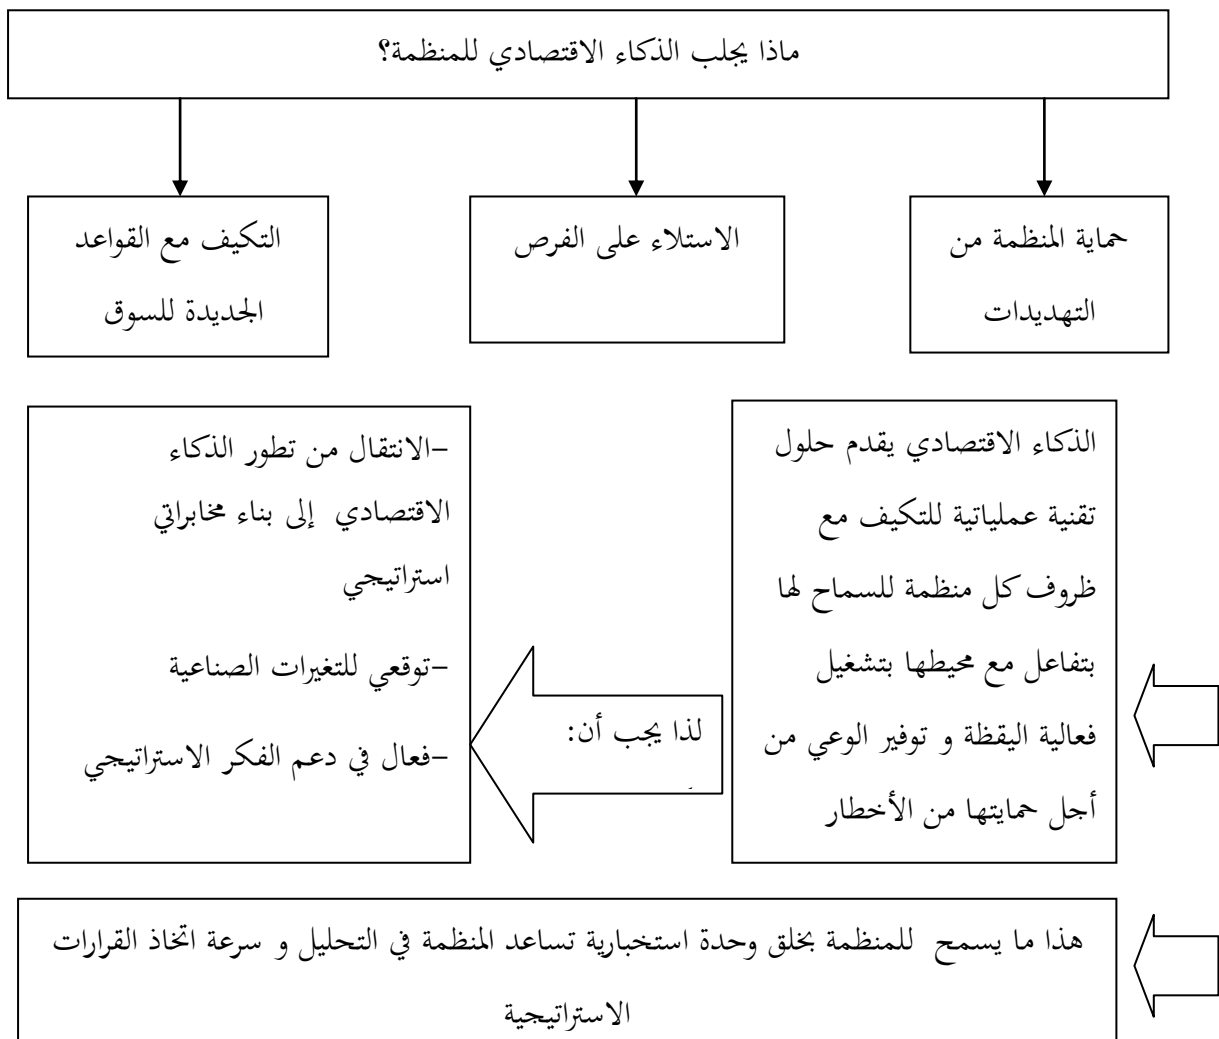 ماذا يجلب الذكاء الاقتصادي للمنظمة؟
حماية المنظمة من
التهديدات
الاستلاء على الفرص
التكيف مع القواعد
الجديدة للسوق
الذكاء الاقتصادي يقدم حلول
تقنية عملياتية للتكيف مع
ظروف كل منظمة للسماح لها
بتفاعل مع محيطها بتشغيل
فعالية اليقظة و توفير الوعي من
أجل حمايتها من الأخطار
لذا يجب أن:
–الانتقال من تطور الذكاء
الاقتصادي إلى بناء مخابراتي
استراتيجي
–توقعي للتغيرات الصناعية
–فعال في دعم الفكر الاستراتيجي
هذا ما يسمح للمنظمة بخلق وحدة استخبارية تساعد المنظمة في التحليل و سرعة اتخاذ القرارات
الاستراتيجية